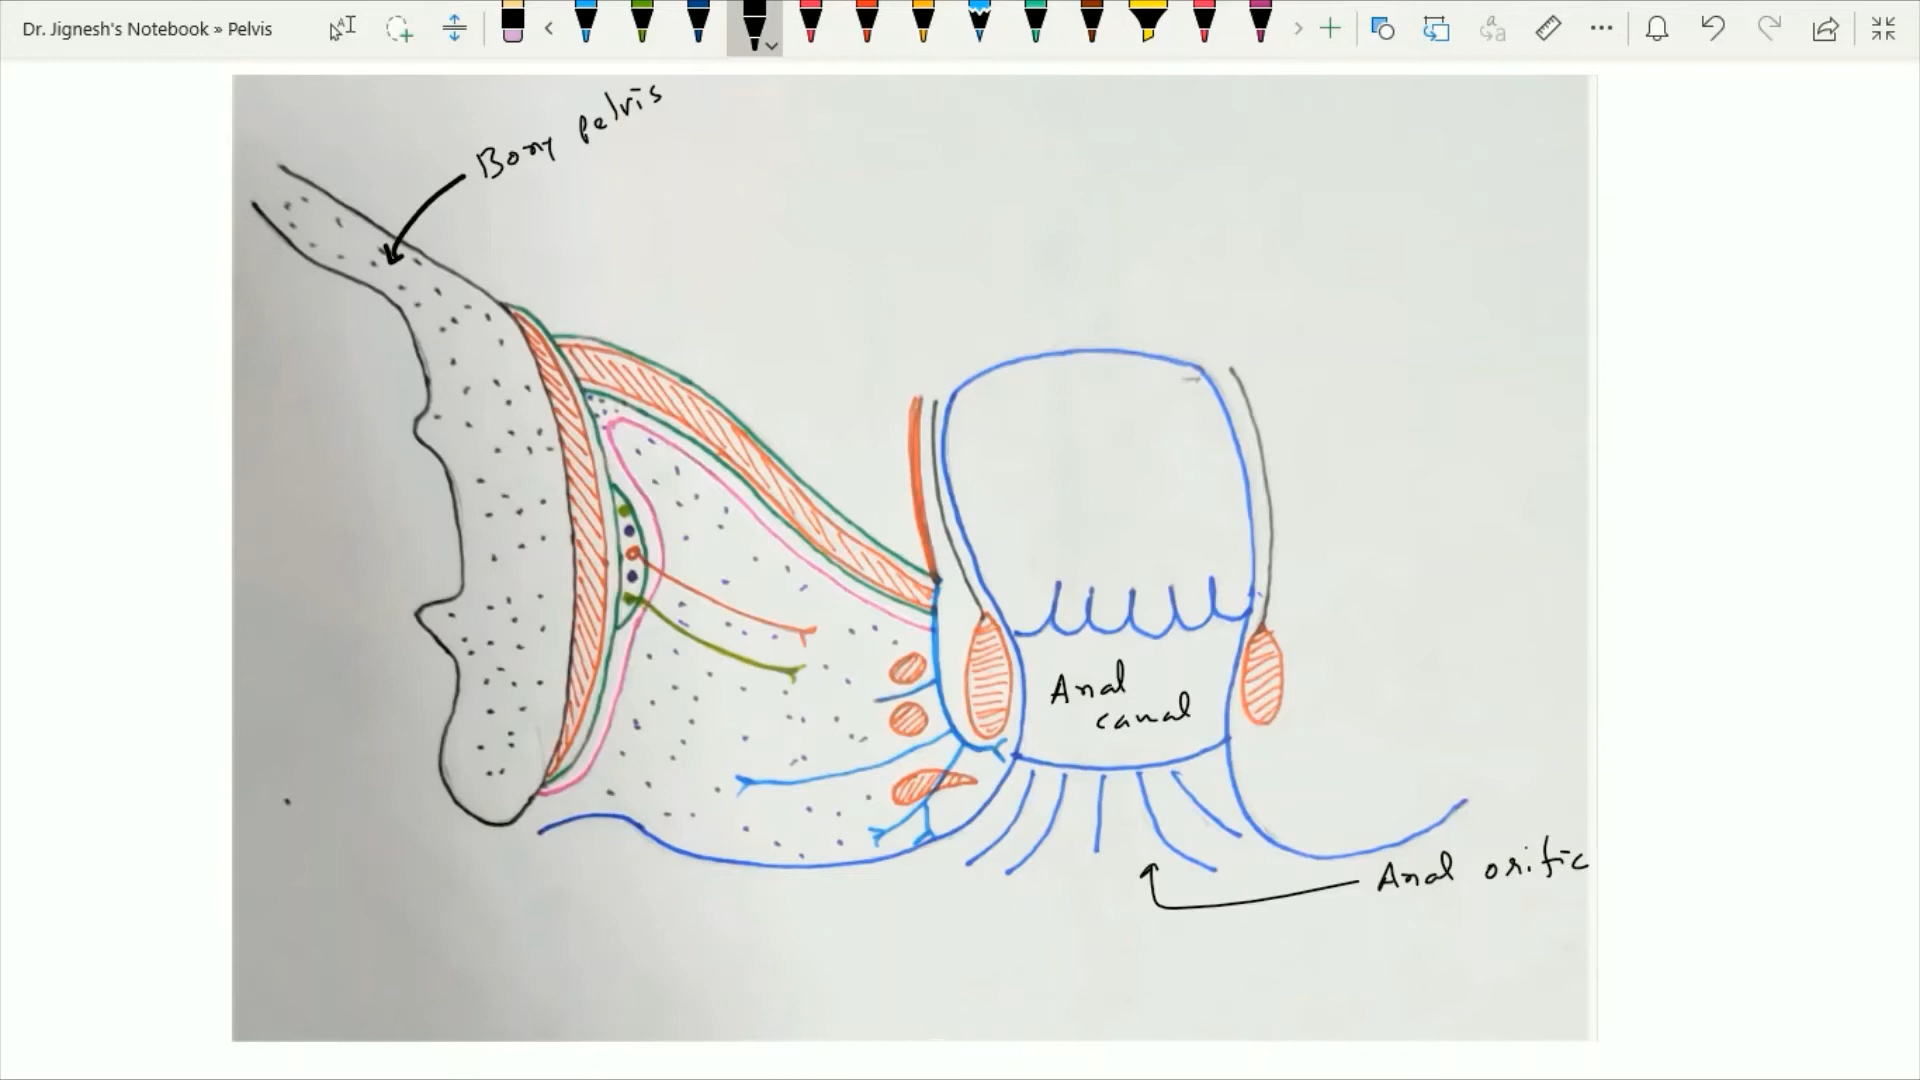 Dr. Jignesh's Notebook » Pelvis
Bony pelvis
Anal
canal
Anal orific